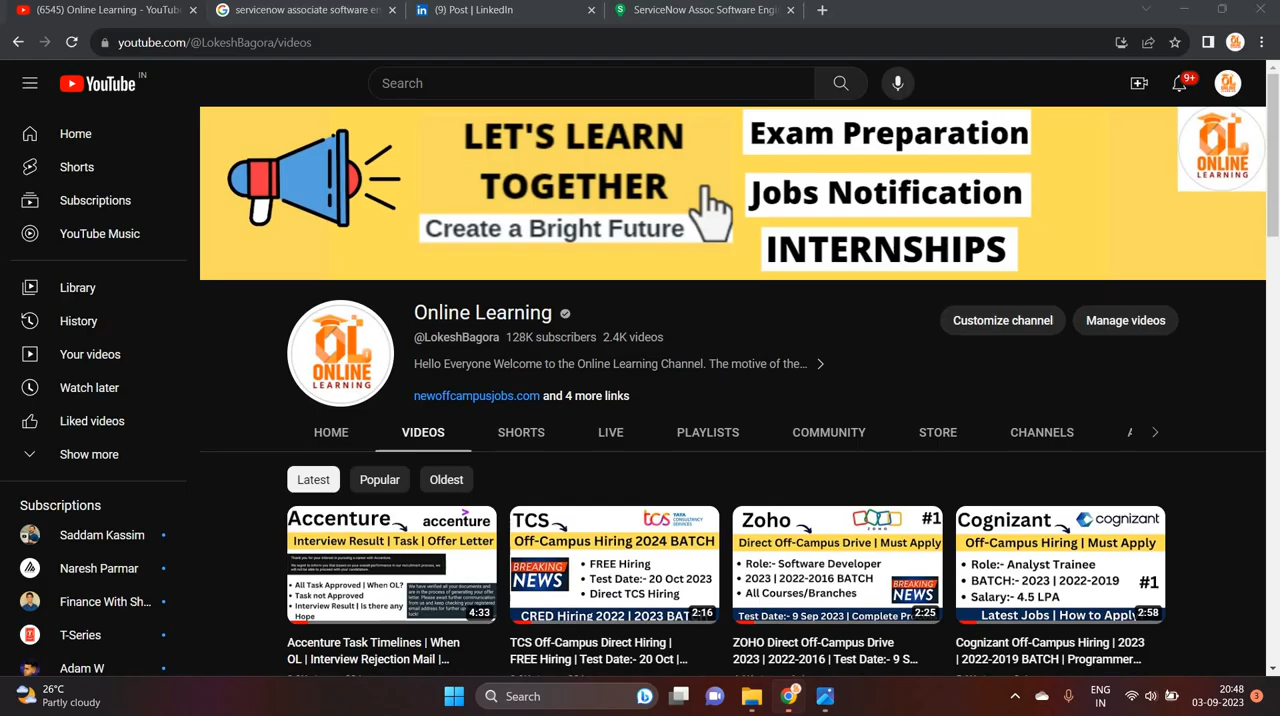 (6545) Online Learning - YouTub
servicenow associate software en
(9) Post | LinkedIn
ServiceNow Assoc Software Engi
youtube.com/@LokeshBagora/videos
YouTube IN
Search
9+
Home
Shorts
Subscriptions
YouTube Music
Library
History
Your videos
Watch later
Liked videos
Show more
Subscriptions
Saddam Kassim
Naresh Parmar
Finance With Sh...
T-Series
Adam W
LET'S LEARN
TOGETHER
Create a Bright Future
Exam Preparation
Jobs Notification
INTERNSHIPS
OL
ONLINE
LEARNING
OL
ONLINE
LEARNING
Online Learning
@LokeshBagora 128K subscribers 2.4K videos
Hello Everyone Welcome to the Online Learning Channel. The motive of the...
newoffcampusjobs.com and 4 more links
Customize channel
Manage videos
HOME
VIDEOS
SHORTS
LIVE
PLAYLISTS
COMMUNITY
STORE
CHANNELS
Latest
Popular
Oldest
Accenture
accenture
Interview Result | Task | Offer Letter
• All Task Approved | When OL?
• Task not Approved
• Interview Result | Is there any
Hope
4:33
Accenture Task Timelines | When
OL | Interview Rejection Mail |...
TCS
tcs TATA
CONSULTANCY
SERVICES
Off-Campus Hiring 2024 BATCH
BREAKING
NEWS
• FREE Hiring
• Test Date:- 20 Oct 2023
• Direct TCS Hiring
CRED Hiring 2022 | 2023 BAT
2:16
TCS Off-Campus Direct Hiring |
FREE Hiring | Test Date:- 20 Oct |...
Zoho
ZOHO
#1
Direct Off-Campus Drive | Must Apply
• Role:- Software Developer
• 2023 | 2022-2016 BATCH
• All Courses/Branches
BREAKING
NEWS
Test Date:- 9 Sep 2023 | Complete Pr
2:25
ZOHO Direct Off-Campus Drive
2023 | 2022-2016 | Test Date:- 9 S...
Cognizant
cognizant
Off-Campus Hiring | Must Apply
• Role:- Analyst Trainee
• BATCH:- 2023 | 2022-2019
• Salary:- 4.5 LPA
#1
Latest Jobs | How to Apply
2:58
Cognizant Off-Campus Hiring | 2023
| 2022-2019 BATCH | Programmer...
26°C
Partly cloudy
Search
ENG
IN
20:48
03-09-2023
3